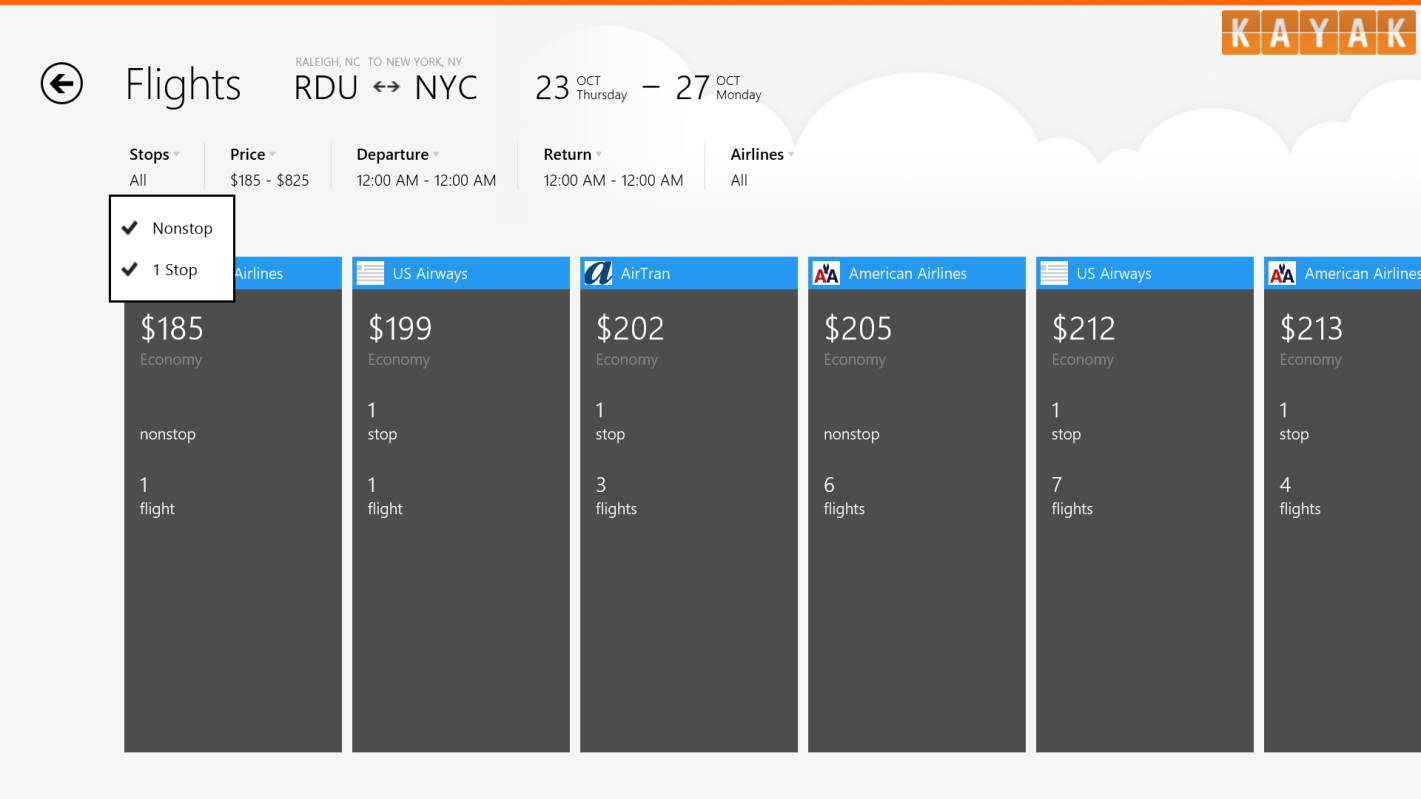 KAYAK
RALEIGH, NC TO NEW YORK, NY
Flights
RDU ↔ NYC
23 OCT Thursday – 27 OCT Monday
Stops
All
Price
$185 - $825
Departure
12:00 AM - 12:00 AM
Return
12:00 AM - 12:00 AM
Airlines
All
Nonstop
1 Stop
Airlines
$185
Economy
nonstop
1
flight
US Airways
$199
Economy
1
stop
1
flight
AirTran
$202
Economy
1
stop
3
flights
AA American Airlines
$205
Economy
nonstop
6
flights
US Airways
$212
Economy
1
stop
7
flights
AA American Airlines
$213
Economy
1
stop
4
flights